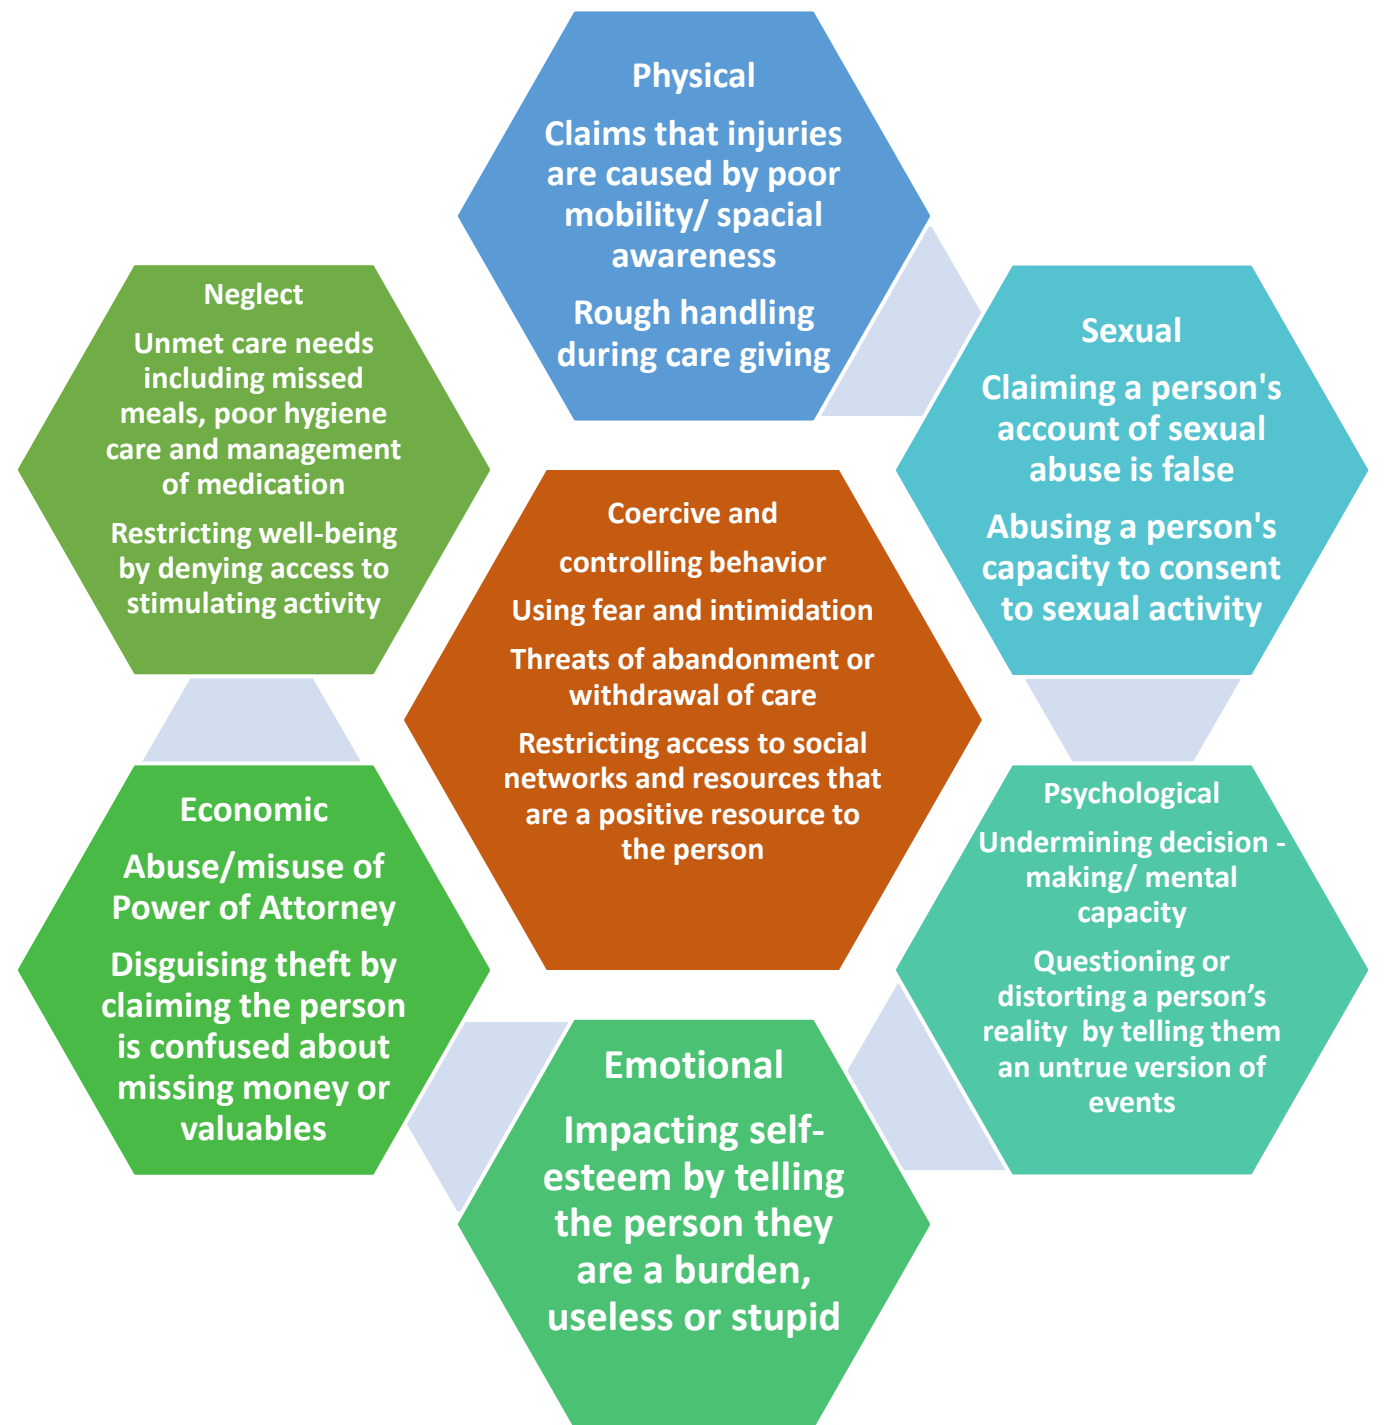 Physical
Claims that injuries
are caused by poor
mobility/ spacial
awareness
Rough handling
during care giving
Sexual
Claiming a person's
account of sexual
abuse is false
Abusing a person's
capacity to consent
to sexual activity
Psychological
Undermining decision -
making/ mental
capacity
Questioning or
distorting a person’s
reality  by telling them
an untrue version of
events
Emotional
Impacting self-
esteem by telling
the person they
are a burden,
useless or stupid
Economic
Abuse/misuse of
Power of Attorney
Disguising theft by
claiming the person
is confused about
missing money or
valuables
Neglect
Unmet care needs
including missed
meals, poor hygiene
care and management
of medication
Restricting well-being
by denying access to
stimulating activity
Coercive and
controlling behavior
Using fear and intimidation
Threats of abandonment or
withdrawal of care
Restricting access to social
networks and resources that
are a positive resource to
the person